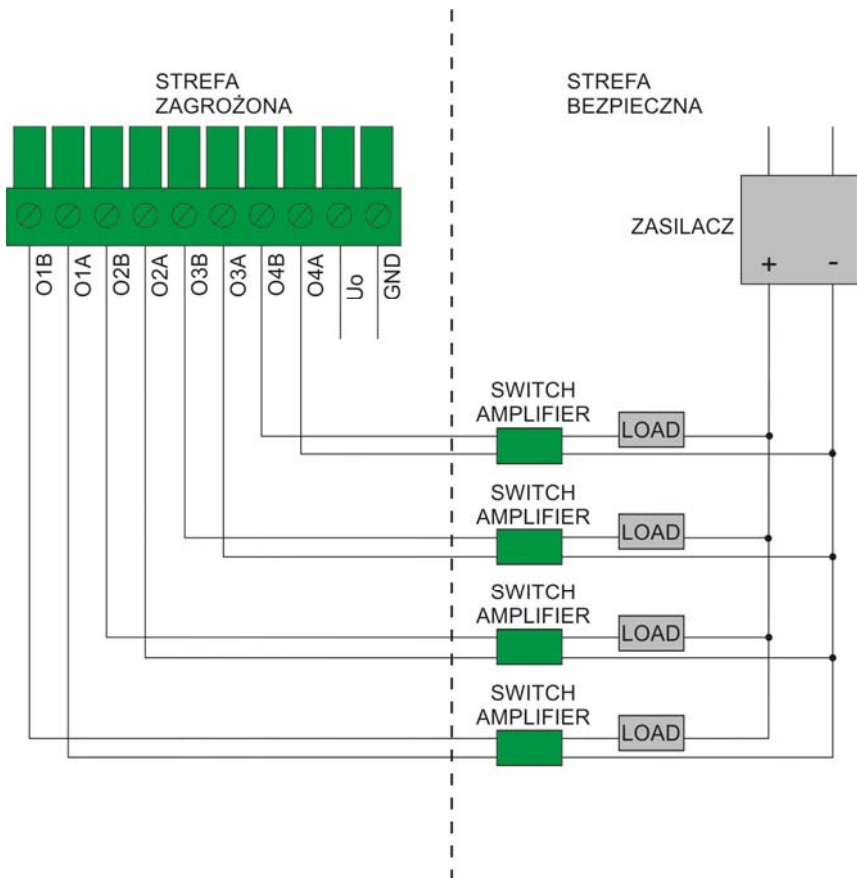 STREFA
ZAGROŻONA
STREFA
BEZPIECZNA
ZASILACZ
+ -
O1B
O1A
O2B
O2A
O3B
O3A
O4B
O4A
Uo
GND
SWITCH
AMPLIFIER
LOAD
SWITCH
AMPLIFIER
LOAD
SWITCH
AMPLIFIER
LOAD
SWITCH
AMPLIFIER
LOAD